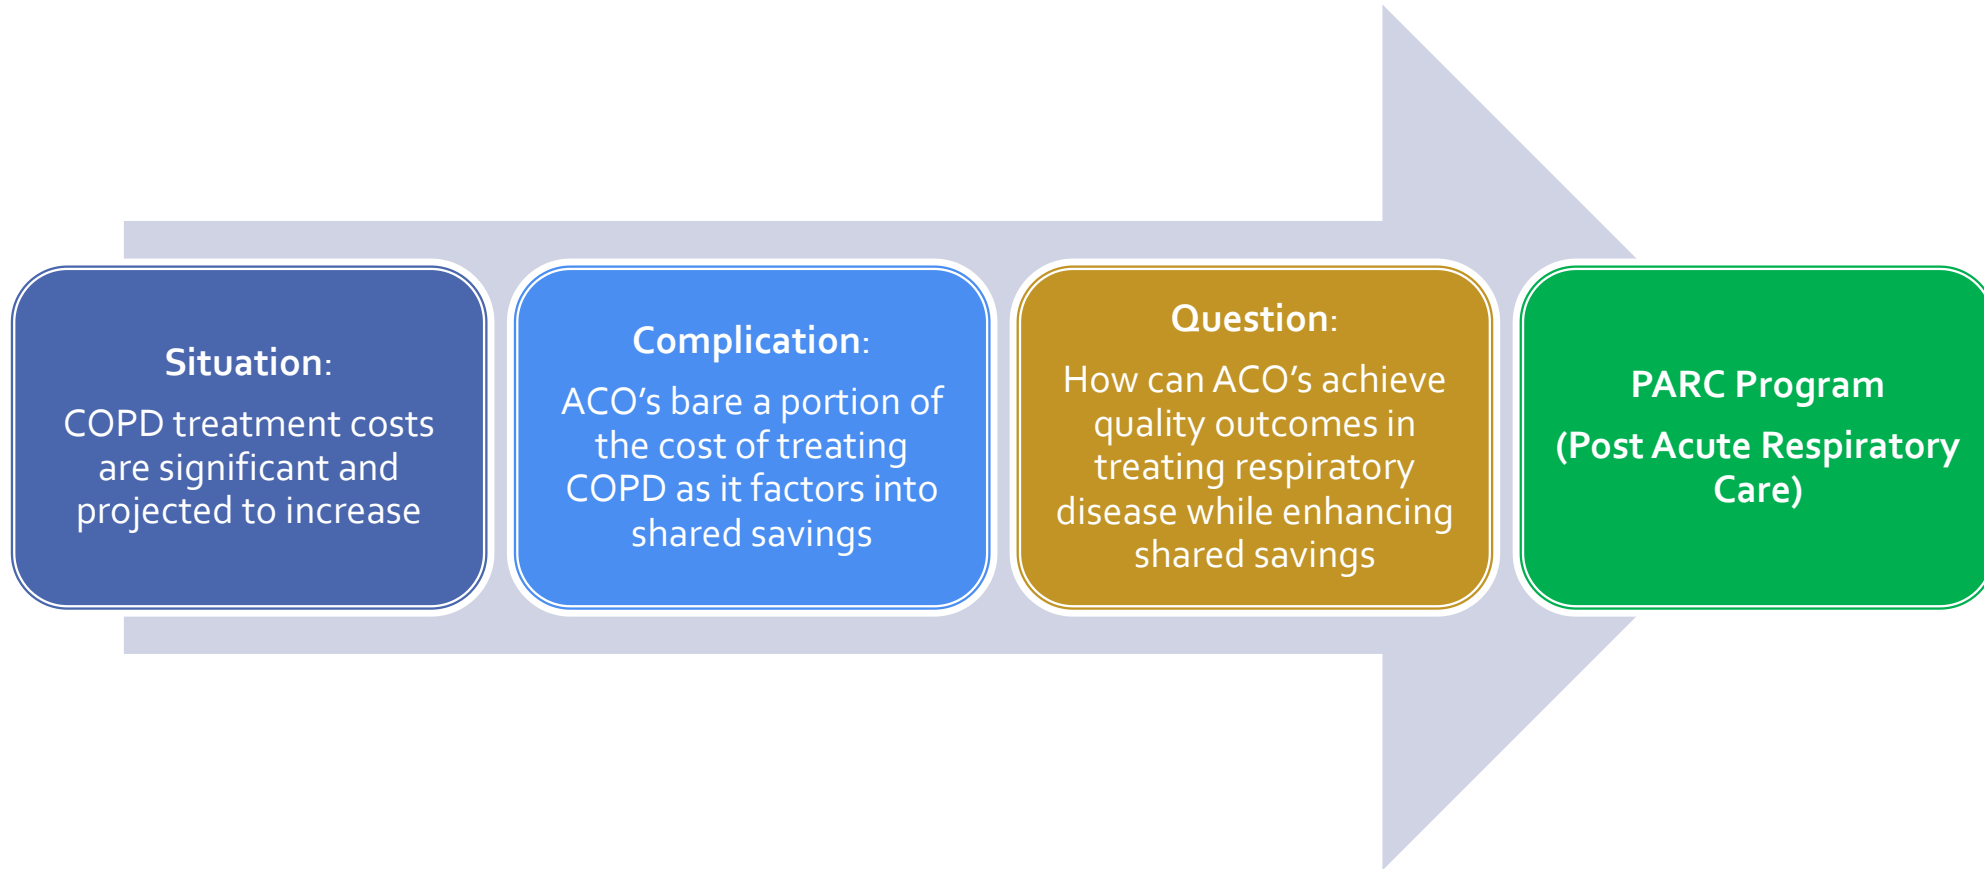 Situation:
COPD treatment costs
are significant and
projected to increase
Complication:
ACO’s bare a portion of
the cost of treating
COPD as it factors into
shared savings
Question:
How can ACO’s achieve
quality outcomes in
treating respiratory
disease while enhancing
shared savings
PARC Program
(Post Acute Respiratory
Care)